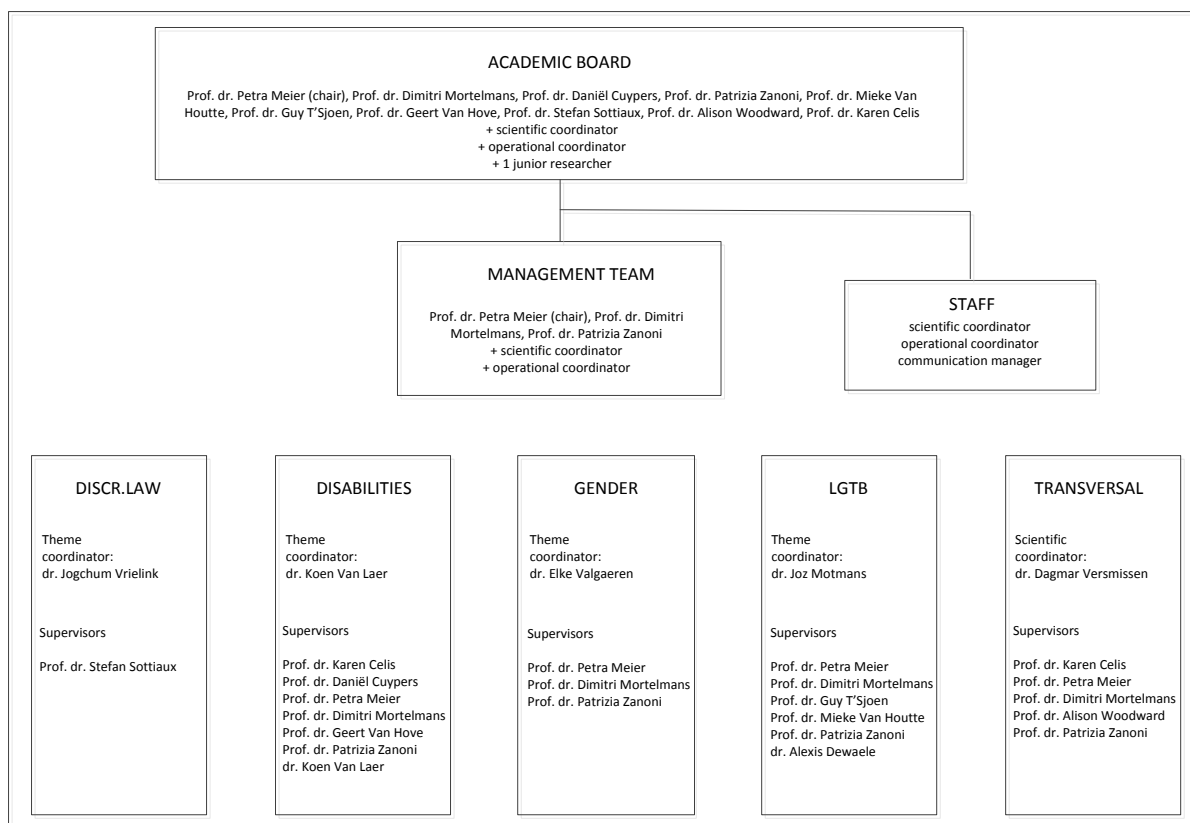 ACADEMIC BOARD
Prof. dr. Petra Meier (chair), Prof. dr. Dimitri Mortelmans, Prof. dr. Daniël Cuypers, Prof. dr. Patrizia Zanoni, Prof. dr. Mieke Van
Houtte, Prof. dr. Guy T’Sjoen, Prof. dr. Geert Van Hove, Prof. dr. Stefan Sottiaux, Prof. dr. Alison Woodward, Prof. dr. Karen Celis
+ scientific coordinator
+ operational coordinator
+ 1 junior researcher
MANAGEMENT TEAM
Prof. dr. Petra Meier (chair), Prof. dr. Dimitri
Mortelmans, Prof. dr. Patrizia Zanoni
+ scientific coordinator
+ operational coordinator
STAFF
scientific coordinator
operational coordinator
communication manager
DISCR.LAW
Theme
coordinator:
dr. Jogchum Vrielink
Supervisors
Prof. dr. Stefan Sottiaux
DISABILITIES
Theme
coordinator:
dr. Koen Van Laer
Supervisors
Prof. dr. Karen Celis
Prof. dr. Daniël Cuypers
Prof. dr. Petra Meier
Prof. dr. Dimitri Mortelmans
Prof. dr. Geert Van Hove
Prof. dr. Patrizia Zanoni
dr. Koen Van Laer
GENDER
Theme
coordinator:
dr. Elke Valgaeren
Supervisors
Prof. dr. Petra Meier
Prof. dr. Dimitri Mortelmans
Prof. dr. Patrizia Zanoni
LGTB
Theme
coordinator:
dr. Joz Motmans
Supervisors
Prof. dr. Petra Meier
Prof. dr. Dimitri Mortelmans
Prof. dr. Guy T’Sjoen
Prof. dr. Mieke Van Houtte
Prof. dr. Patrizia Zanoni
dr. Alexis Dewaele
TRANSVERSAL
Scientific
coordinator:
dr. Dagmar Versmissen
Supervisors
Prof. dr. Karen Celis
Prof. dr. Petra Meier
Prof. dr. Dimitri Mortelmans
Prof. dr. Alison Woodward
Prof. dr. Patrizia Zanoni